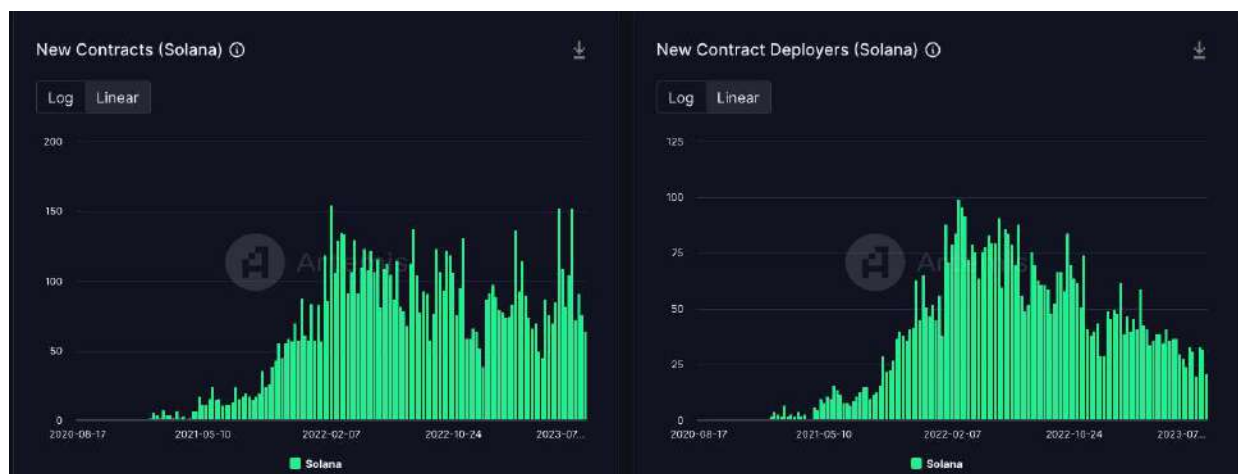 New Contracts (Solana)
Log Linear
200
150
100
50
0
2020-08-17 2021-05-10 2022-02-07 2022-10-24 2023-07...
Solana
Artemis
New Contract Deployers (Solana)
Log Linear
125
100
75
50
25
0
2020-08-17 2021-05-10 2022-02-07 2022-10-24 2023-07...
Solana